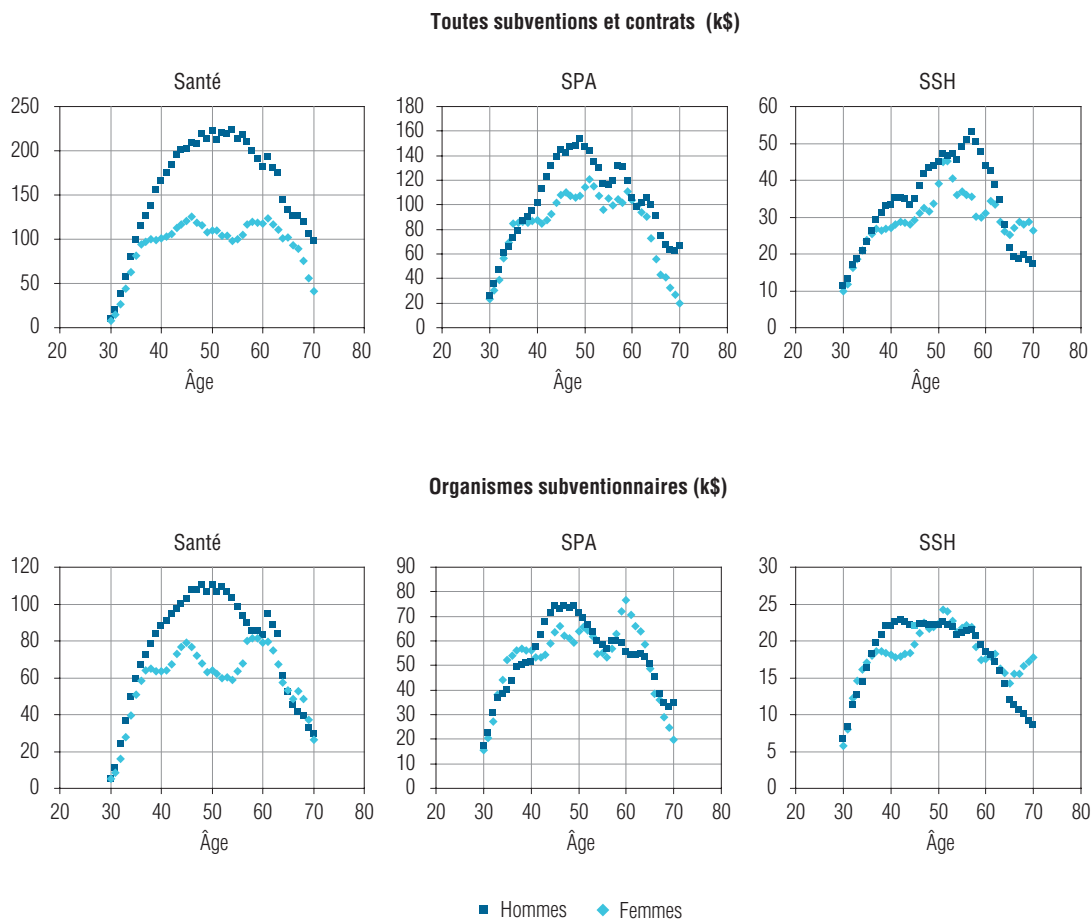 Toutes subventions et contrats (k$)
Santé
SPA
SSH
250
200
150
100
50
0
20 30 40 50 60 70 80
Âge
180
160
140
120
100
80
60
40
20
0
20 30 40 50 60 70 80
Âge
60
50
40
30
20
10
0
20 30 40 50 60 70 80
Âge
Organismes subventionnaires (k$)
Santé
SPA
SSH
120
100
80
60
40
20
0
20 30 40 50 60 70 80
Âge
90
80
70
60
50
40
30
20
10
0
20 30 40 50 60 70 80
Âge
30
25
20
15
10
5
0
20 30 40 50 60 70 80
Âge
Hommes Femmes